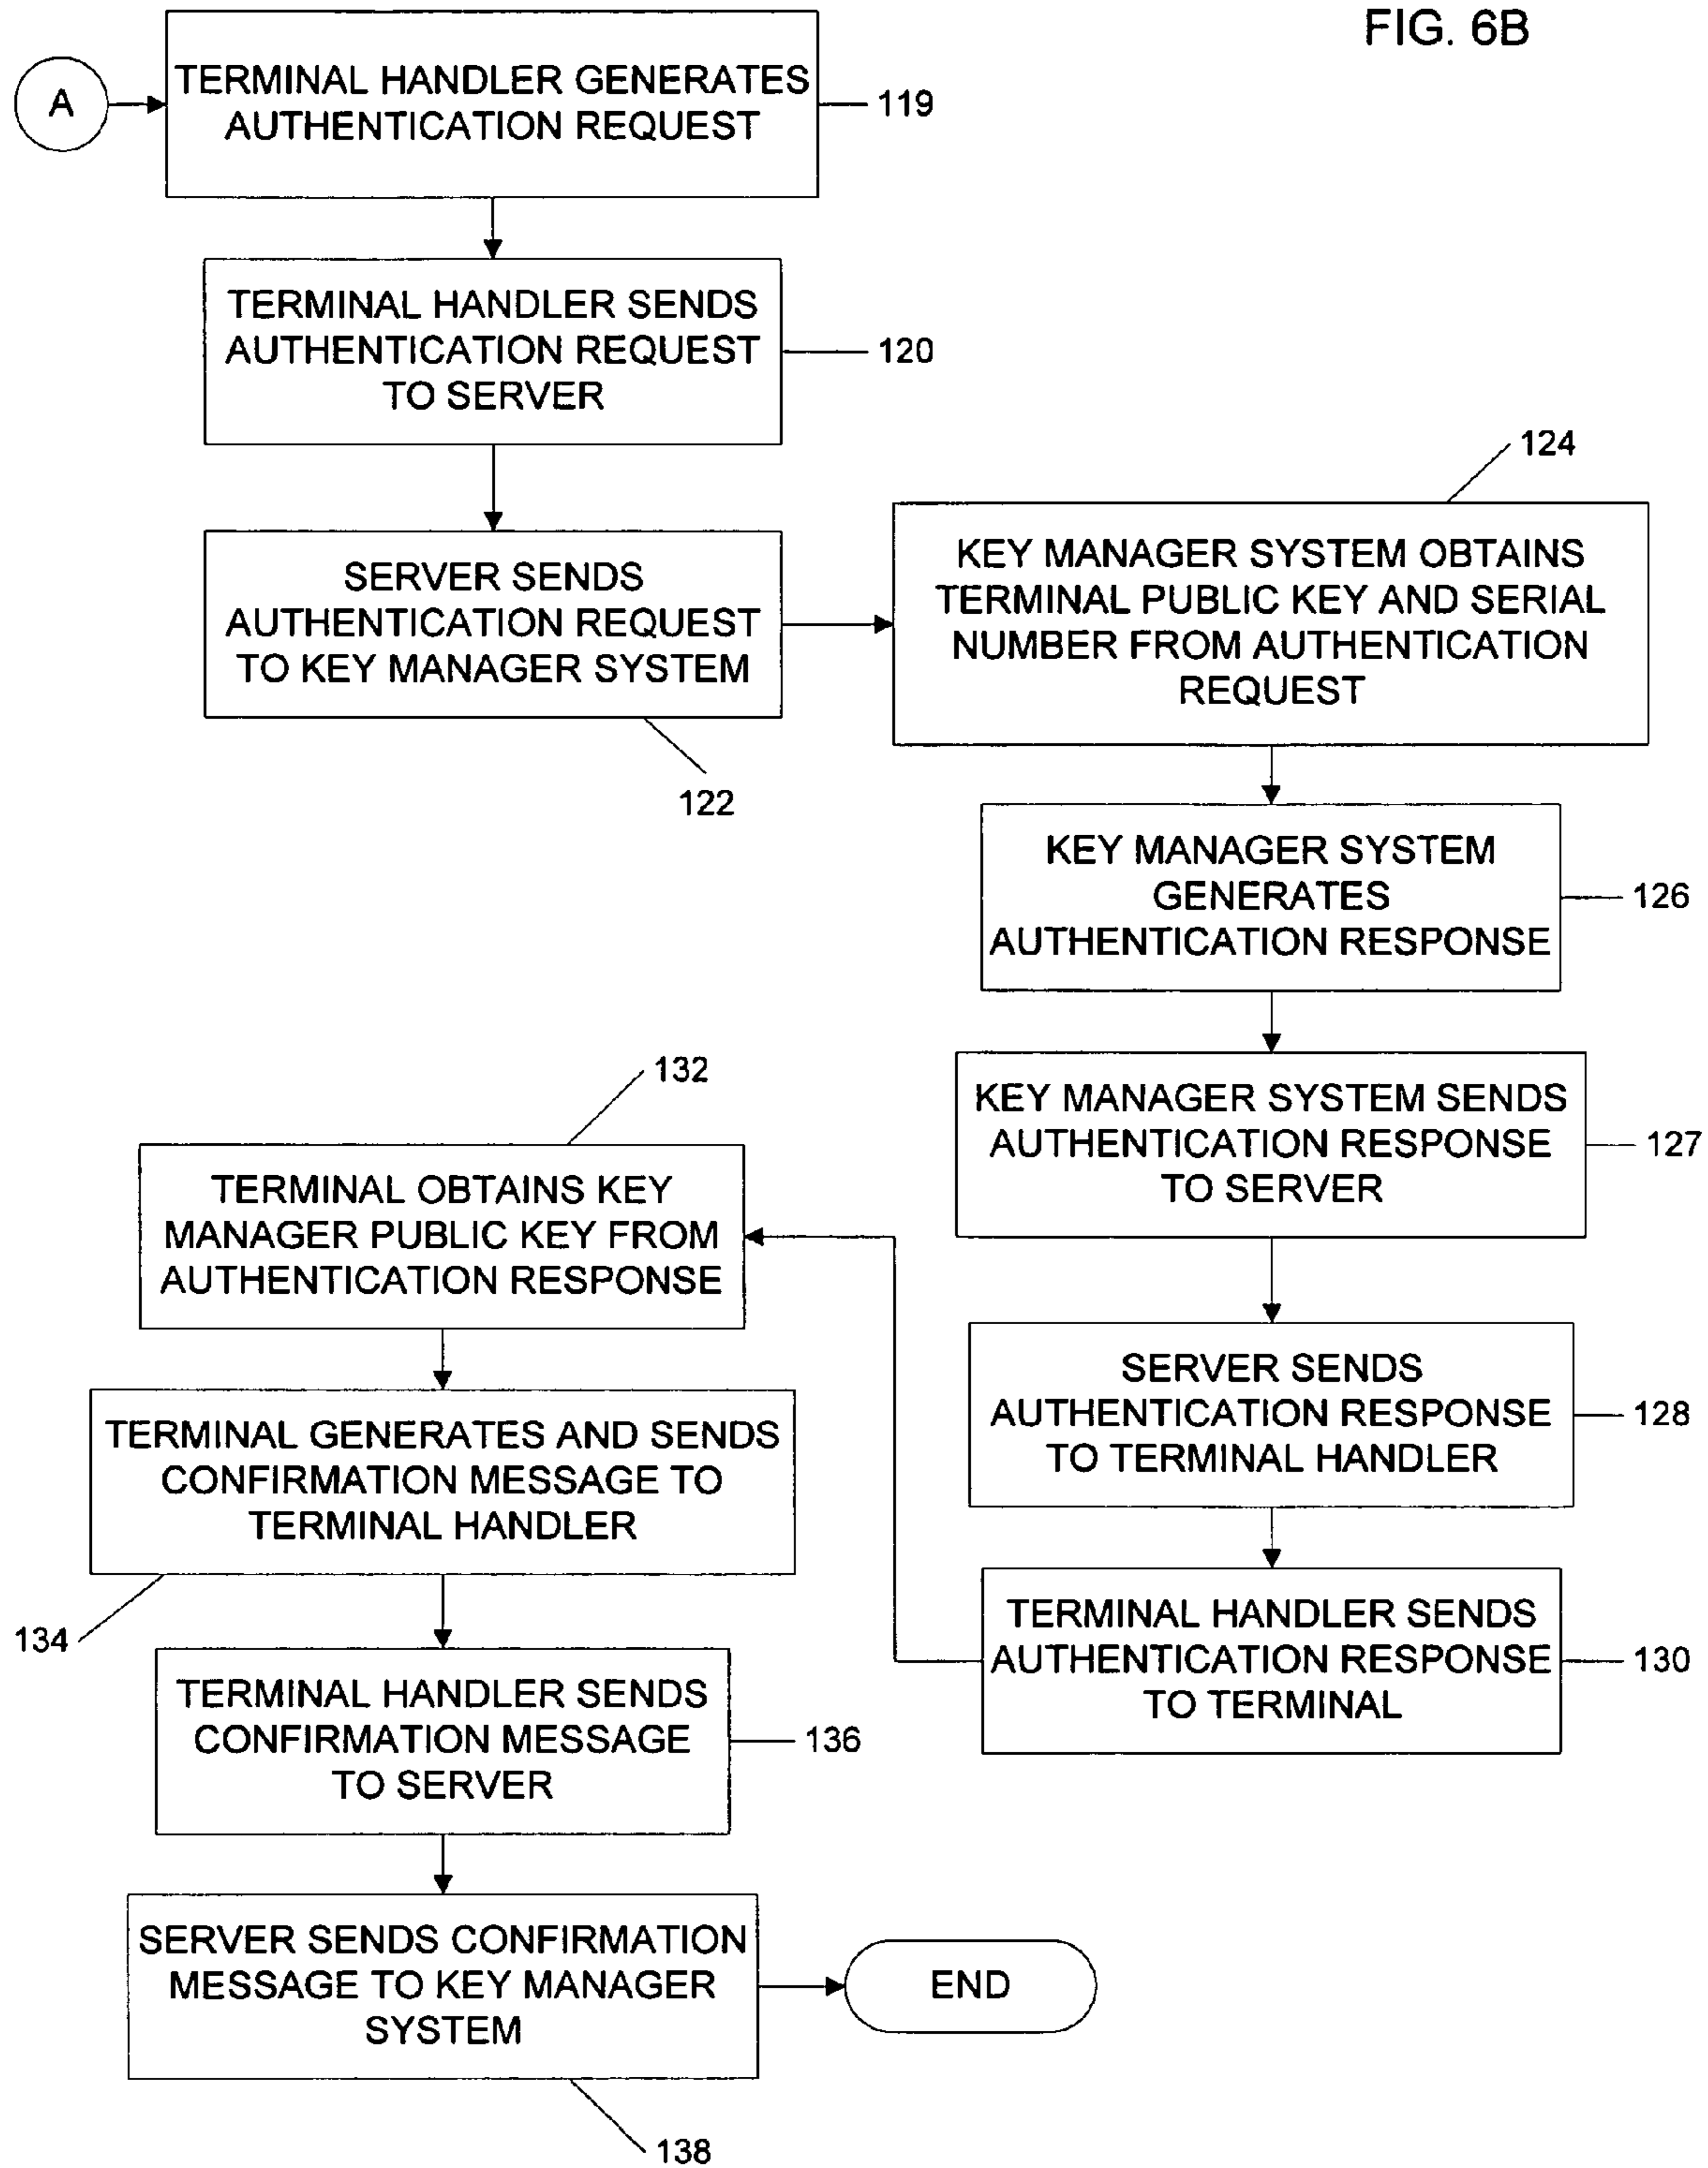 FIG. 6B
A
TERMINAL HANDLER GENERATES
AUTHENTICATION REQUEST
119
TERMINAL HANDLER SENDS
AUTHENTICATION REQUEST
TO SERVER
120
SERVER SENDS
AUTHENTICATION REQUEST
TO KEY MANAGER SYSTEM
122
124
KEY MANAGER SYSTEM OBTAINS
TERMINAL PUBLIC KEY AND SERIAL
NUMBER FROM AUTHENTICATION
REQUEST
KEY MANAGER SYSTEM
GENERATES
AUTHENTICATION RESPONSE
126
KEY MANAGER SYSTEM SENDS
AUTHENTICATION RESPONSE
TO SERVER
127
SERVER SENDS
AUTHENTICATION RESPONSE
TO TERMINAL HANDLER
128
TERMINAL HANDLER SENDS
AUTHENTICATION RESPONSE
TO TERMINAL
130
132
TERMINAL OBTAINS KEY
MANAGER PUBLIC KEY FROM
AUTHENTICATION RESPONSE
TERMINAL GENERATES AND SENDS
CONFIRMATION MESSAGE TO
TERMINAL HANDLER
134
TERMINAL HANDLER SENDS
CONFIRMATION MESSAGE
TO SERVER
136
SERVER SENDS CONFIRMATION
MESSAGE TO KEY MANAGER
SYSTEM
138
END